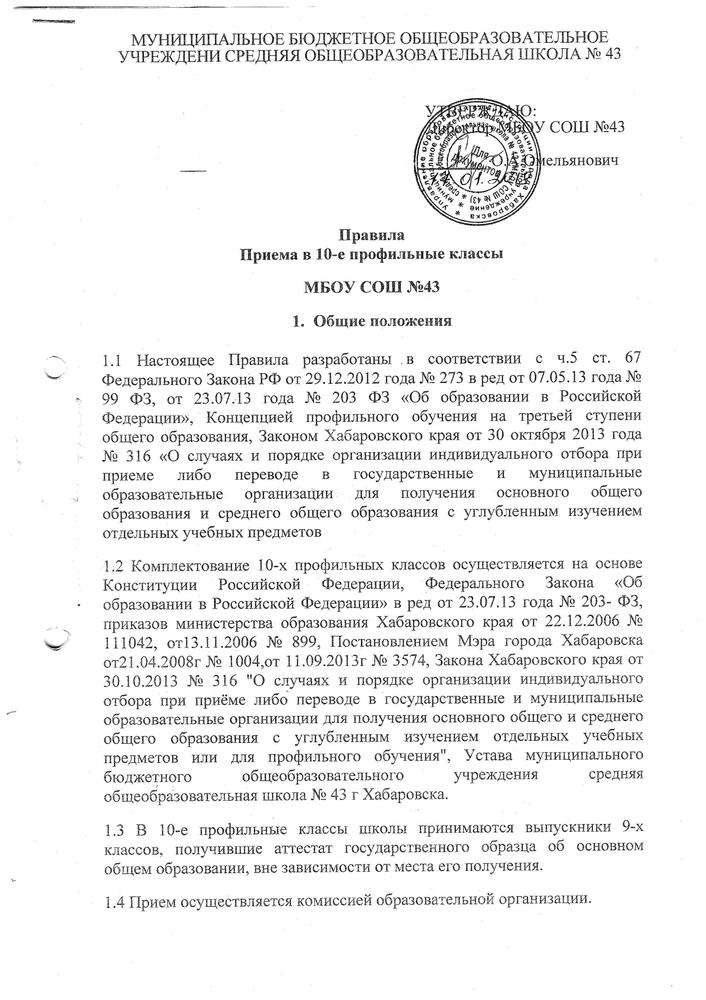 МУНИЦИПАЛЬНОЕ БЮДЖЕТНОЕ ОБЩЕОБРАЗОВАТЕЛЬНОЕ
УЧРЕЖДЕНИ СРЕДНЯЯ ОБЩЕОБРАЗОВАТЕЛЬНАЯ ШКОЛА № 43
УТВЕРЖДАЮ:
Директор МБОУ СОШ №43
О.А.Омельянович
01.
Для документов
Правила
Приема в 10-е профильные классы
МБОУ СОШ №43
1. Общие положения
1.1 Настоящее Правила разработаны в соответствии с ч.5 ст. 67
Федерального Закона РФ от 29.12.2012 года № 273 в ред от 07.05.13 года №
99 ФЗ, от 23.07.13 года № 203 ФЗ «Об образовании в Российской
Федерации», Концепцией профильного обучения на третьей ступени
общего образования, Законом Хабаровского края от 30 октября 2013 года
№ 316 «О случаях и порядке организации индивидуального отбора при
приеме либо переводе в государственные и муниципальные
образовательные организации для получения основного общего
образования и среднего общего образования с углубленным изучением
отдельных учебных предметов
1.2 Комплектование 10-х профильных классов осуществляется на основе
Конституции Российской Федерации, Федерального Закона «Об
образовании в Российской Федерации» в ред от 23.07.13 года № 203- ФЗ,
приказов министерства образования Хабаровского края от 22.12.2006 №
111042, от13.11.2006 № 899, Постановлением Мэра города Хабаровска
от21.04.2008г № 1004,от 11.09.2013г № 3574, Закона Хабаровского края от
30.10.2013 № 316 "О случаях и порядке организации индивидуального
отбора при приёме либо переводе в государственные и муниципальные
образовательные организации для получения основного общего и среднего
общего образования с углубленным изучением отдельных учебных
предметов или для профильного обучения", Устава муниципального
бюджетного общеобразовательного учреждения средняя
общеобразовательная школа № 43 г Хабаровска.
1.3 В 10-е профильные классы школы принимаются выпускники 9-х
классов, получившие аттестат государственного образца об основном
общем образовании, вне зависимости от места его получения.
1.4 Прием осуществляется комиссией образовательной организации.